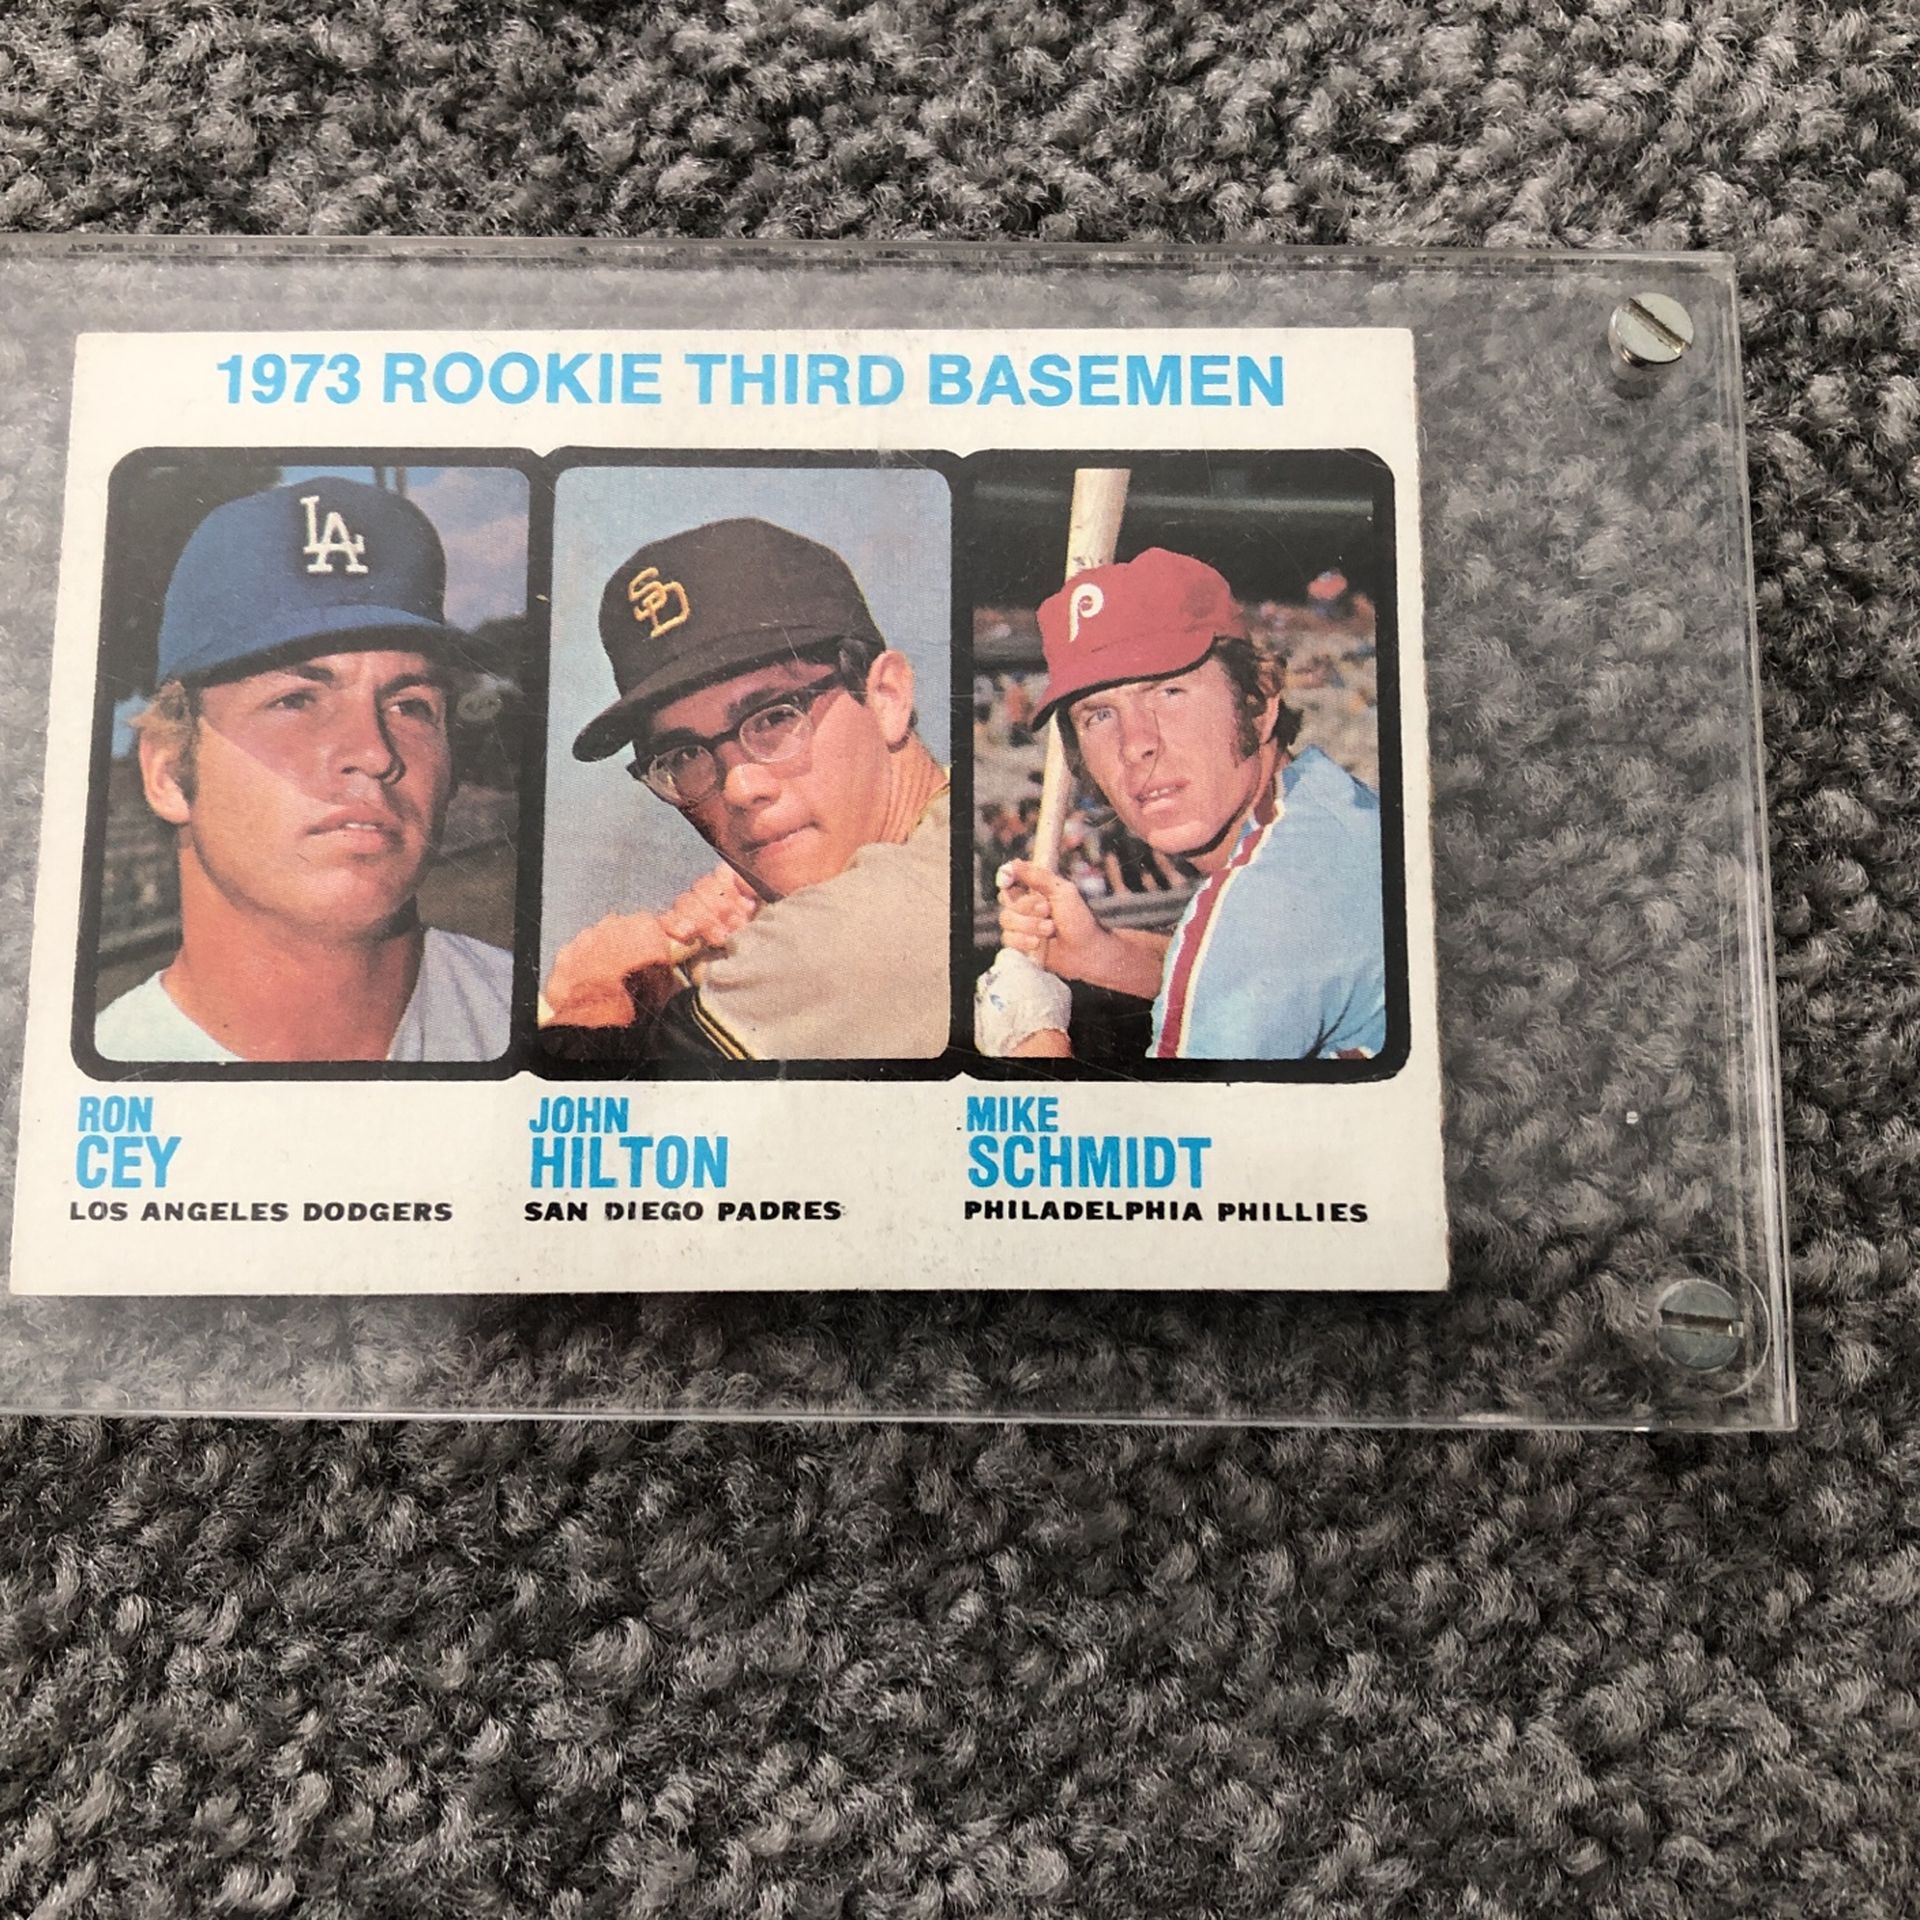 1973 ROOKIE THIRD BASEMEN
LA
SD
P
RON
CEY
LOS ANGELES DODGERS
JOHN
HILTON
SAN DIEGO PADRES
MIKE
SCHMIDT
PHILADELPHIA PHILLIES